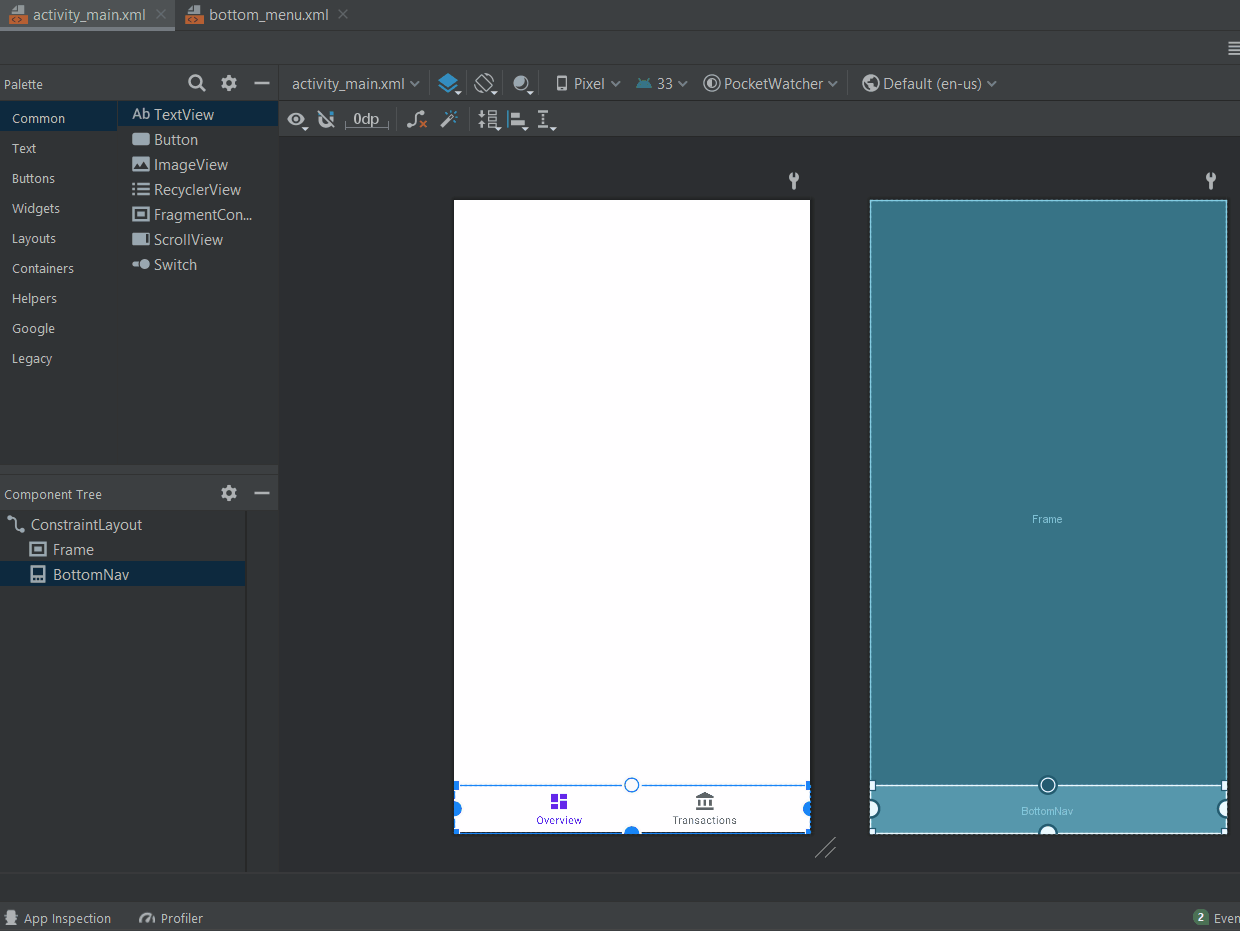 activity_main.xml
bottom_menu.xml
Palette
activity_main.xml
Pixel
33
PocketWatcher
Default (en-us)
0dp
Common
Text
Buttons
Widgets
Layouts
Containers
Helpers
Google
Legacy
Ab TextView
Button
ImageView
RecyclerView
FragmentCon...
ScrollView
Switch
Component Tree
ConstraintLayout
Frame
BottomNav
Overview
Transactions
Frame
BottomNav
App Inspection
Profiler
2 Even